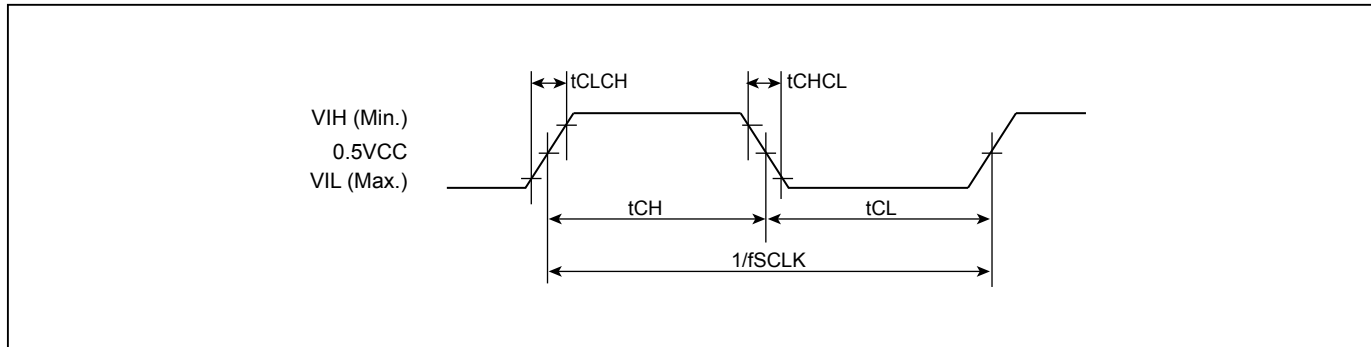 tCLCH
tCHCL
VIH (Min.)
0.5VCC
VIL (Max.)
tCH
tCL
1/fSCLK